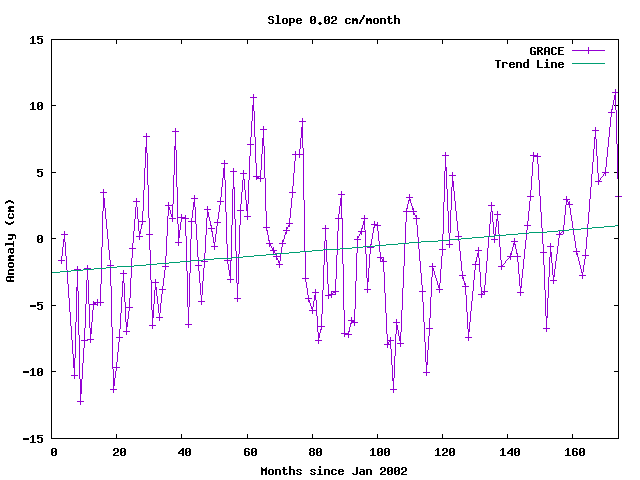 Slope 0.02 cm/month
15
10
5
0
-5
-10
-15
Anomaly (cm)
GRACE
Trend Line
0 20 40 60 80 100 120 140 160
Months since Jan 2002